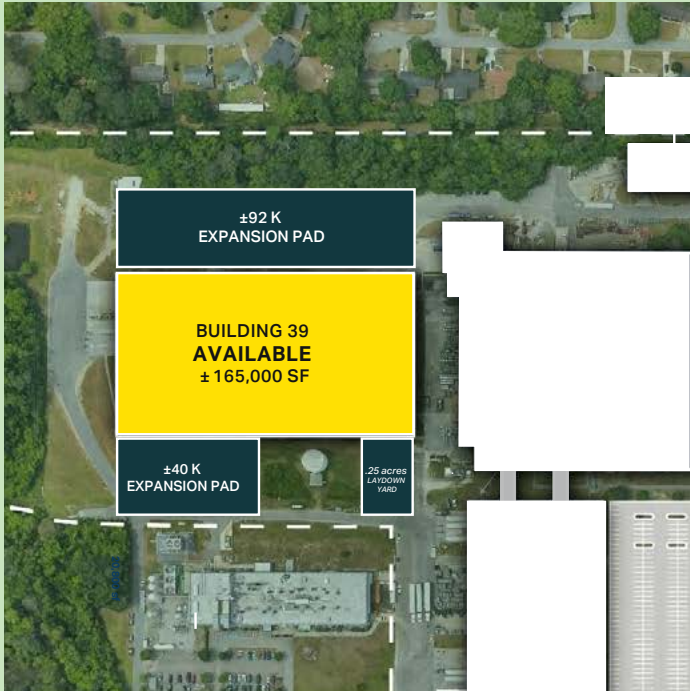 ±92 K
EXPANSION PAD
BUILDING 39
AVAILABLE
±165,000 SF
±40 K
EXPANSION PAD
.25 acres
LAYDOWN
YARD